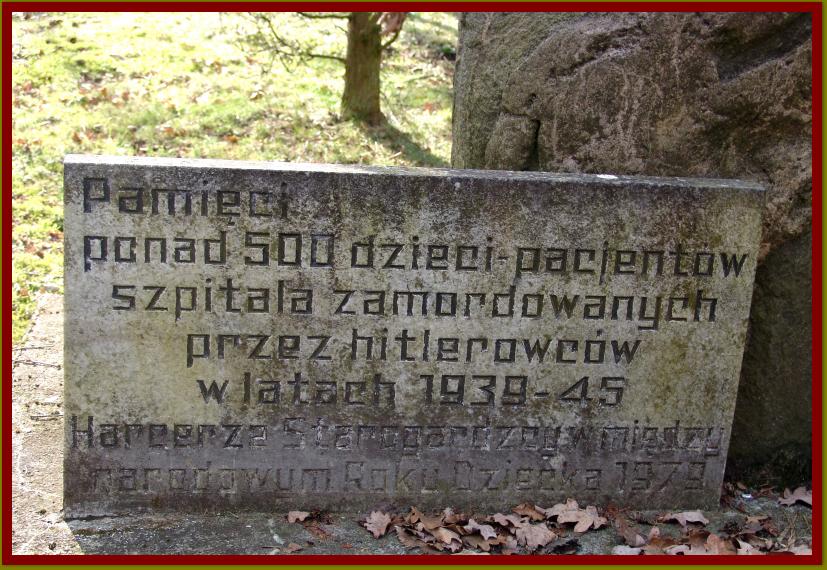 Pamięci
ponad 500 dzieci-pacjentów
szpitala zamordowanych
przez hitlerowców
w latach 1939-45
Harcerze Starogardzcy w między
narodowym Roku Dziecka 1979